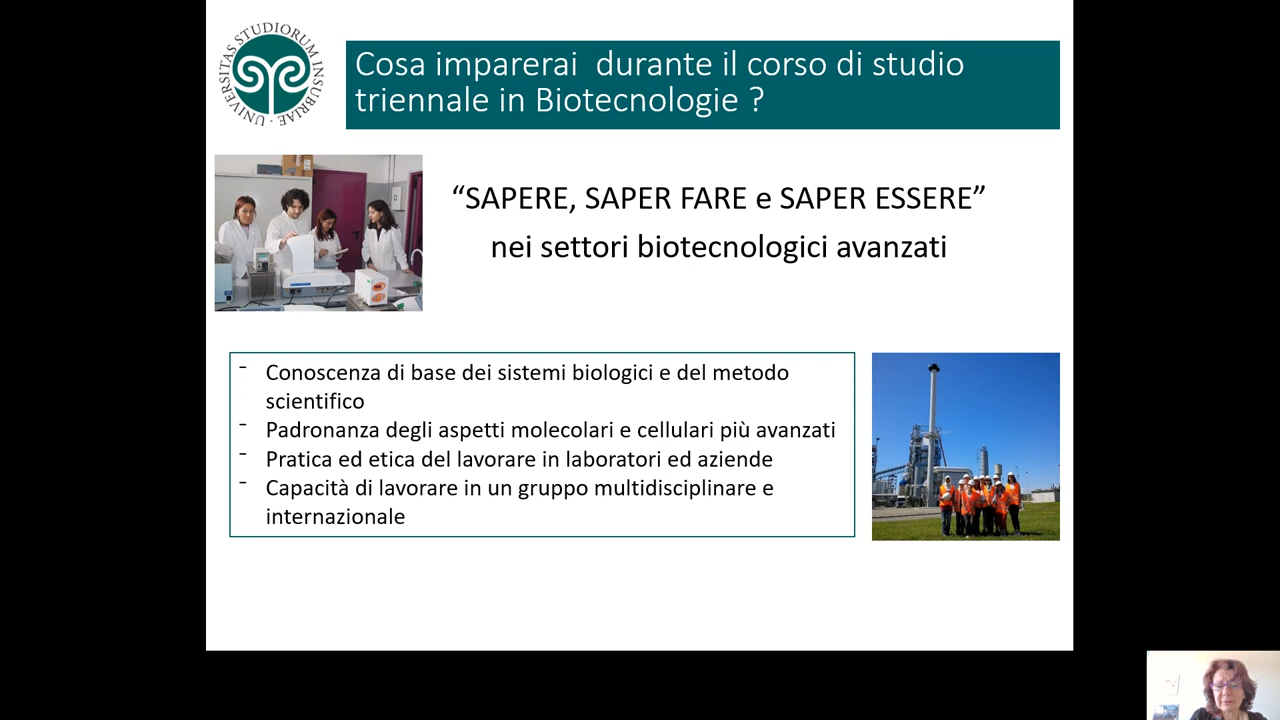 UNIVERSITAS STUDIORUM INSUBRIAE
Cosa imparerai  durante il corso di studio
triennale in Biotecnologie ?
“SAPERE, SAPER FARE e SAPER ESSERE”
nei settori biotecnologici avanzati
- Conoscenza di base dei sistemi biologici e del metodo
scientifico
- Padronanza degli aspetti molecolari e cellulari più avanzati
- Pratica ed etica del lavorare in laboratori ed aziende
- Capacità di lavorare in un gruppo multidisciplinare e
internazionale